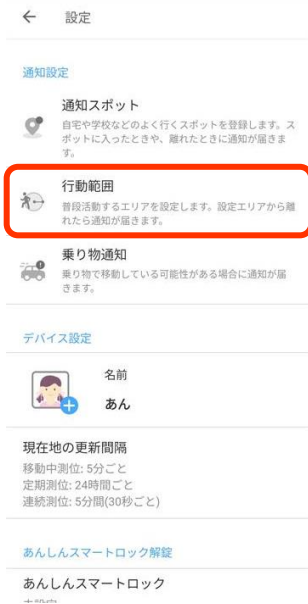 ← 設定
通知設定
通知スポット
自宅や学校などのよく行くスポットを登録します。ス
ポットに入ったときや、離れたときに通知が届きま
す。
行動範囲
普段活動するエリアを設定します。設定エリアから離
れたら通知が届きます。
乗り物通知
乗り物で移動している可能性がある場合に通知が届
きます。
デバイス設定
名前
あん
現在地の更新間隔
移動中測位: 5分ごと
定期測位: 24時間ごと
連続測位: 5分間(30秒ごと)
あんしんスマートロック解錠
あんしんスマートロック